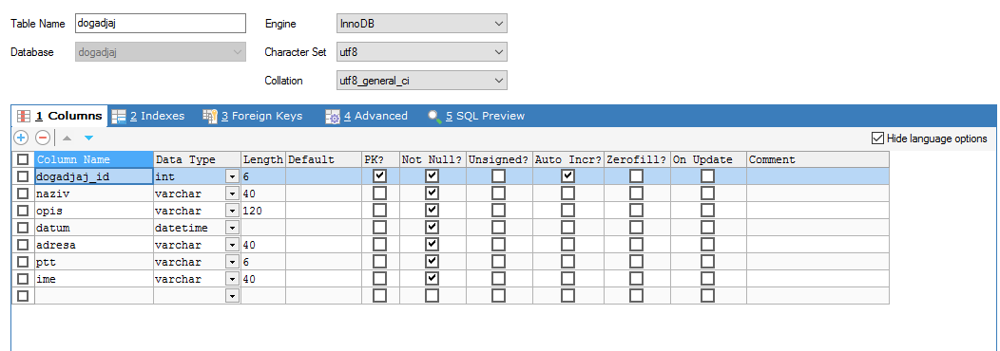 Table Name dogadjaj Engine InnoDB
Database dogadjaj Character Set utf8
Collation utf8_general_ci
1 Columns 2 Indexes 3 Foreign Keys 4 Advanced 5 SQL Preview
Hide language options
Column Name Data Type Length Default PK? Not Null? Unsigned? Auto Incr? Zerofill? On Update Comment
dogadjaj_id int 6
naziv varchar 40
opis varchar 120
datum datetime
adresa varchar 40
ptt varchar 6
ime varchar 40